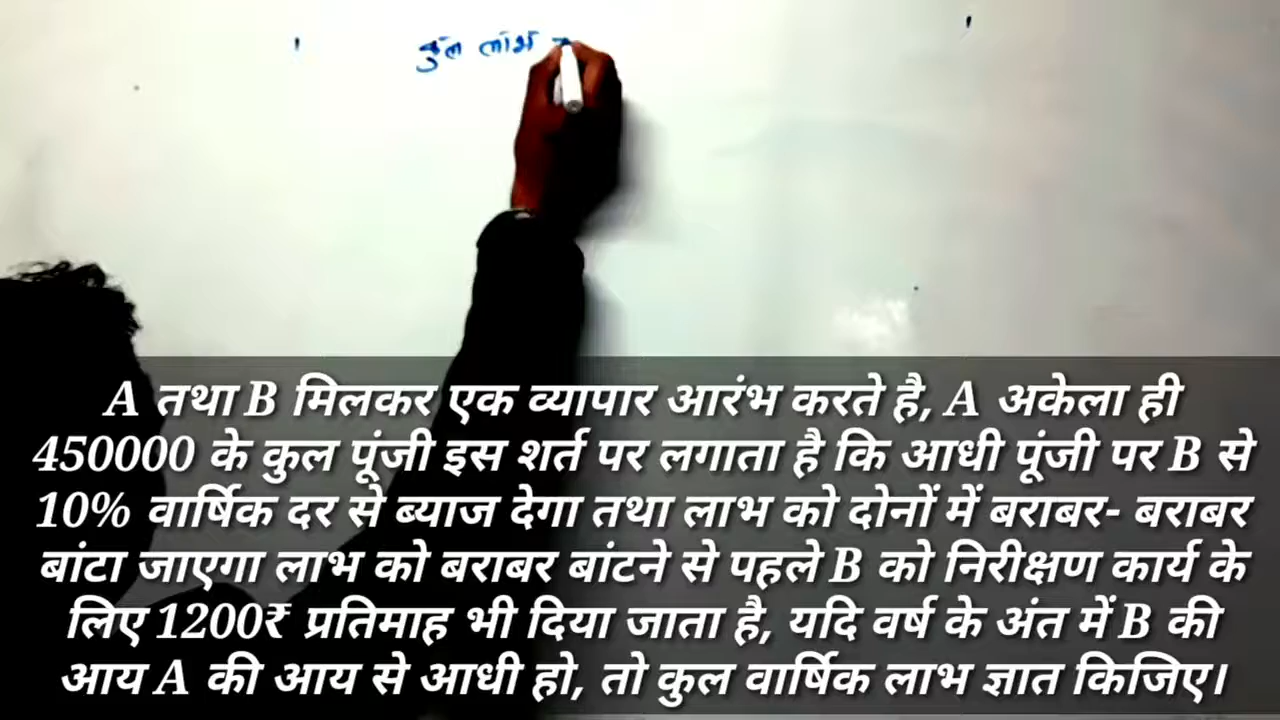 कुल लाभ =
A तथा B मिलकर एक व्यापार आरंभ करते है, A अकेला ही
450000 के कुल पूंजी इस शर्त पर लगाता है कि आधी पूंजी पर B से
10% वार्षिक दर से ब्याज देगा तथा लाभ को दोनों में बराबर- बराबर
बांटा जाएगा लाभ को बराबर बांटने से पहले B को निरीक्षण कार्य के
लिए 1200₹ प्रतिमाह भी दिया जाता है, यदि वर्ष के अंत में B की
आय A की आय से आधी हो, तो कुल वार्षिक लाभ ज्ञात किजिए।